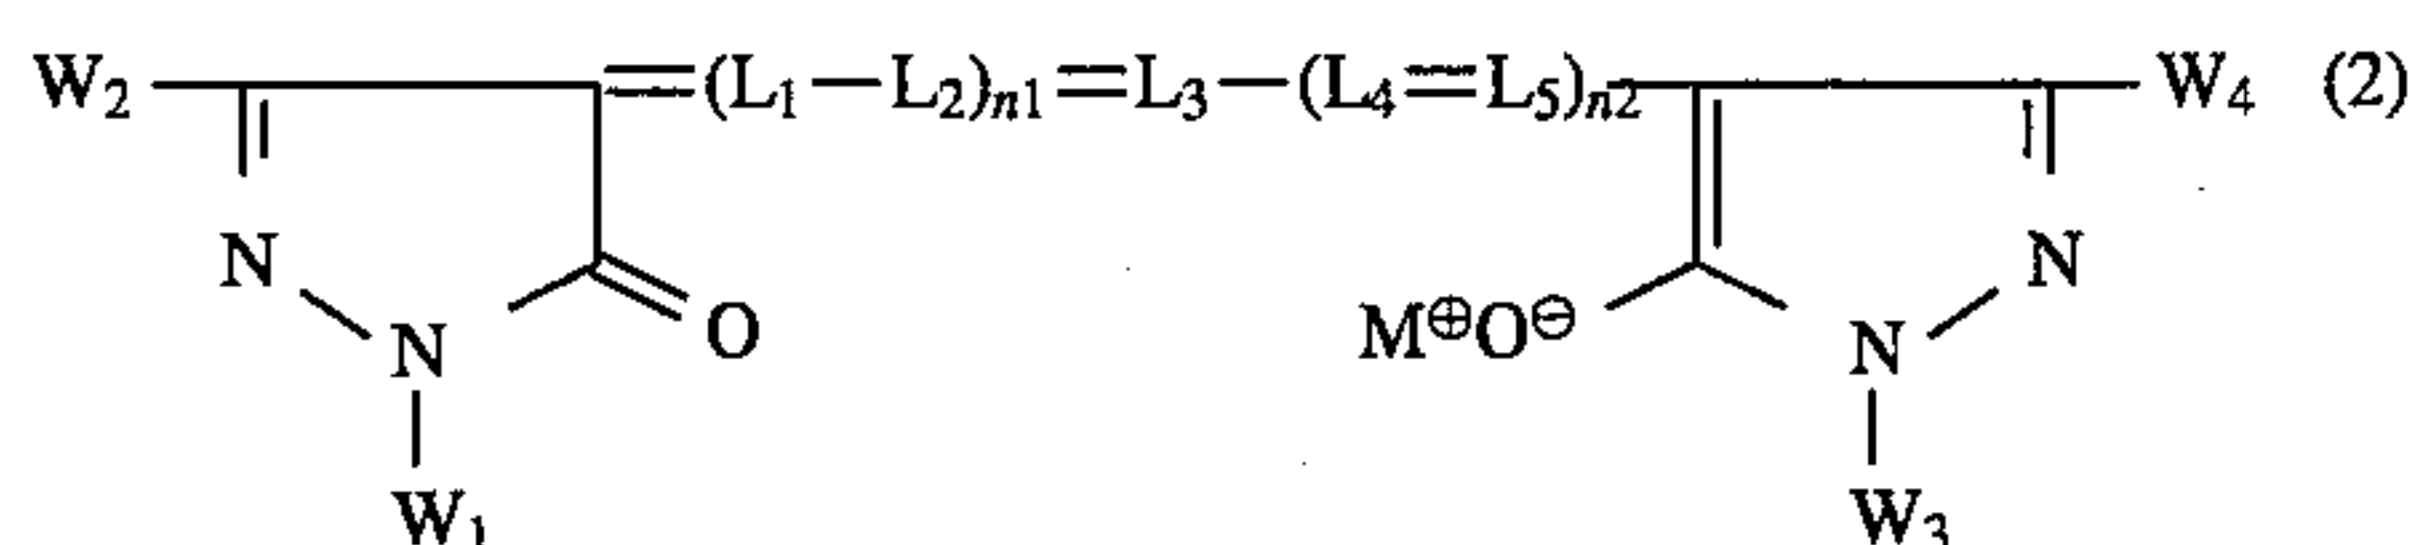 W₂ =(L₁—L₂)ₙ₁=L₃—(L₄=L₅)ₙ₂ W₄ (2)
N N
N O M⊕O⊖ N
W₁ W₃